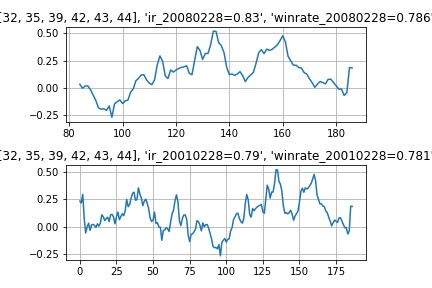 [32, 35, 39, 42, 43, 44], 'ir_20080228=0.83', 'winrate_20080228=0.786'
0.50
0.25
0.00
−0.25
80 100 120 140 160 180
[32, 35, 39, 42, 43, 44], 'ir_20010228=0.79', 'winrate_20010228=0.781'
0.50
0.25
0.00
−0.25
0 25 50 75 100 125 150 175